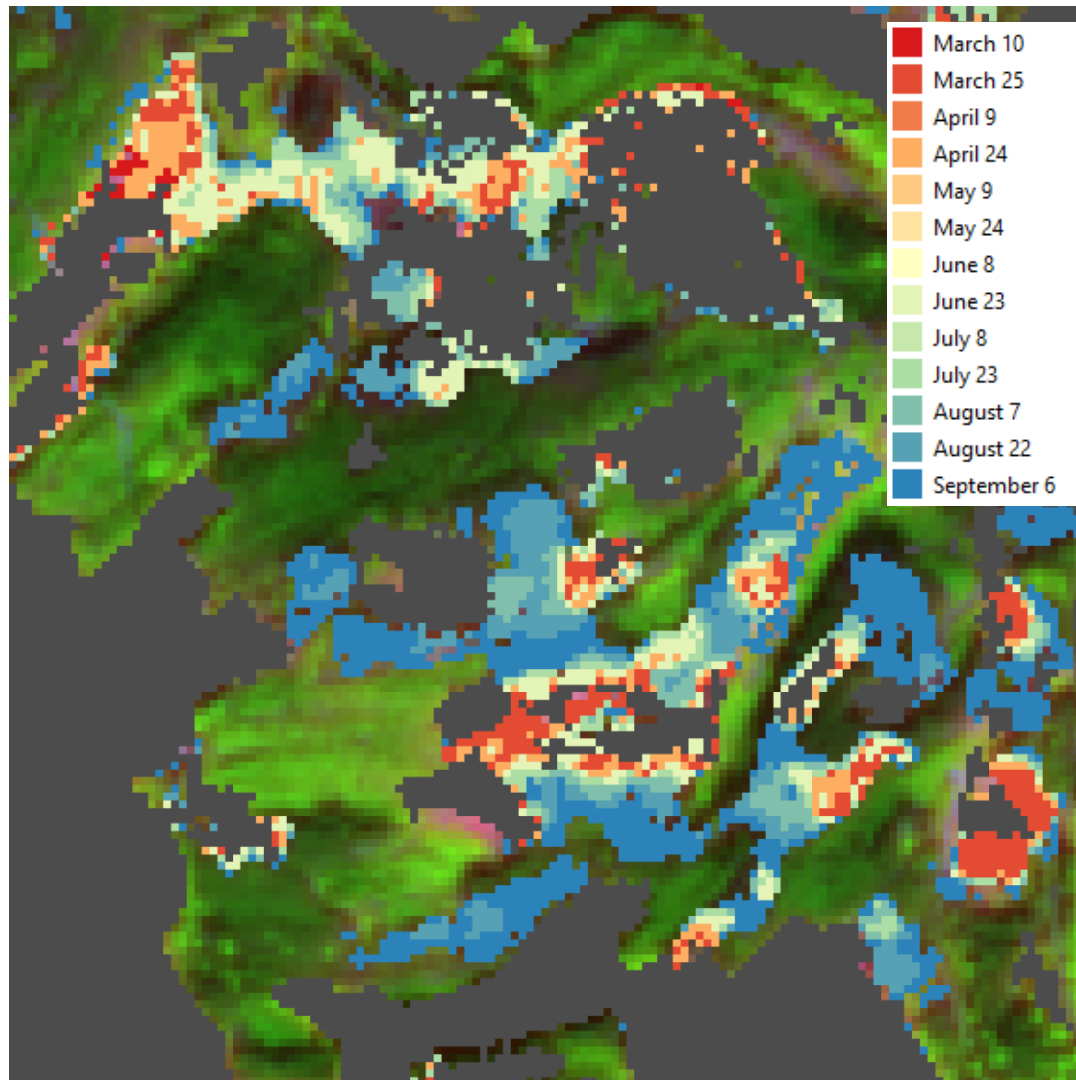 March 10
March 25
April 9
April 24
May 9
May 24
June 8
June 23
July 8
July 23
August 7
August 22
September 6